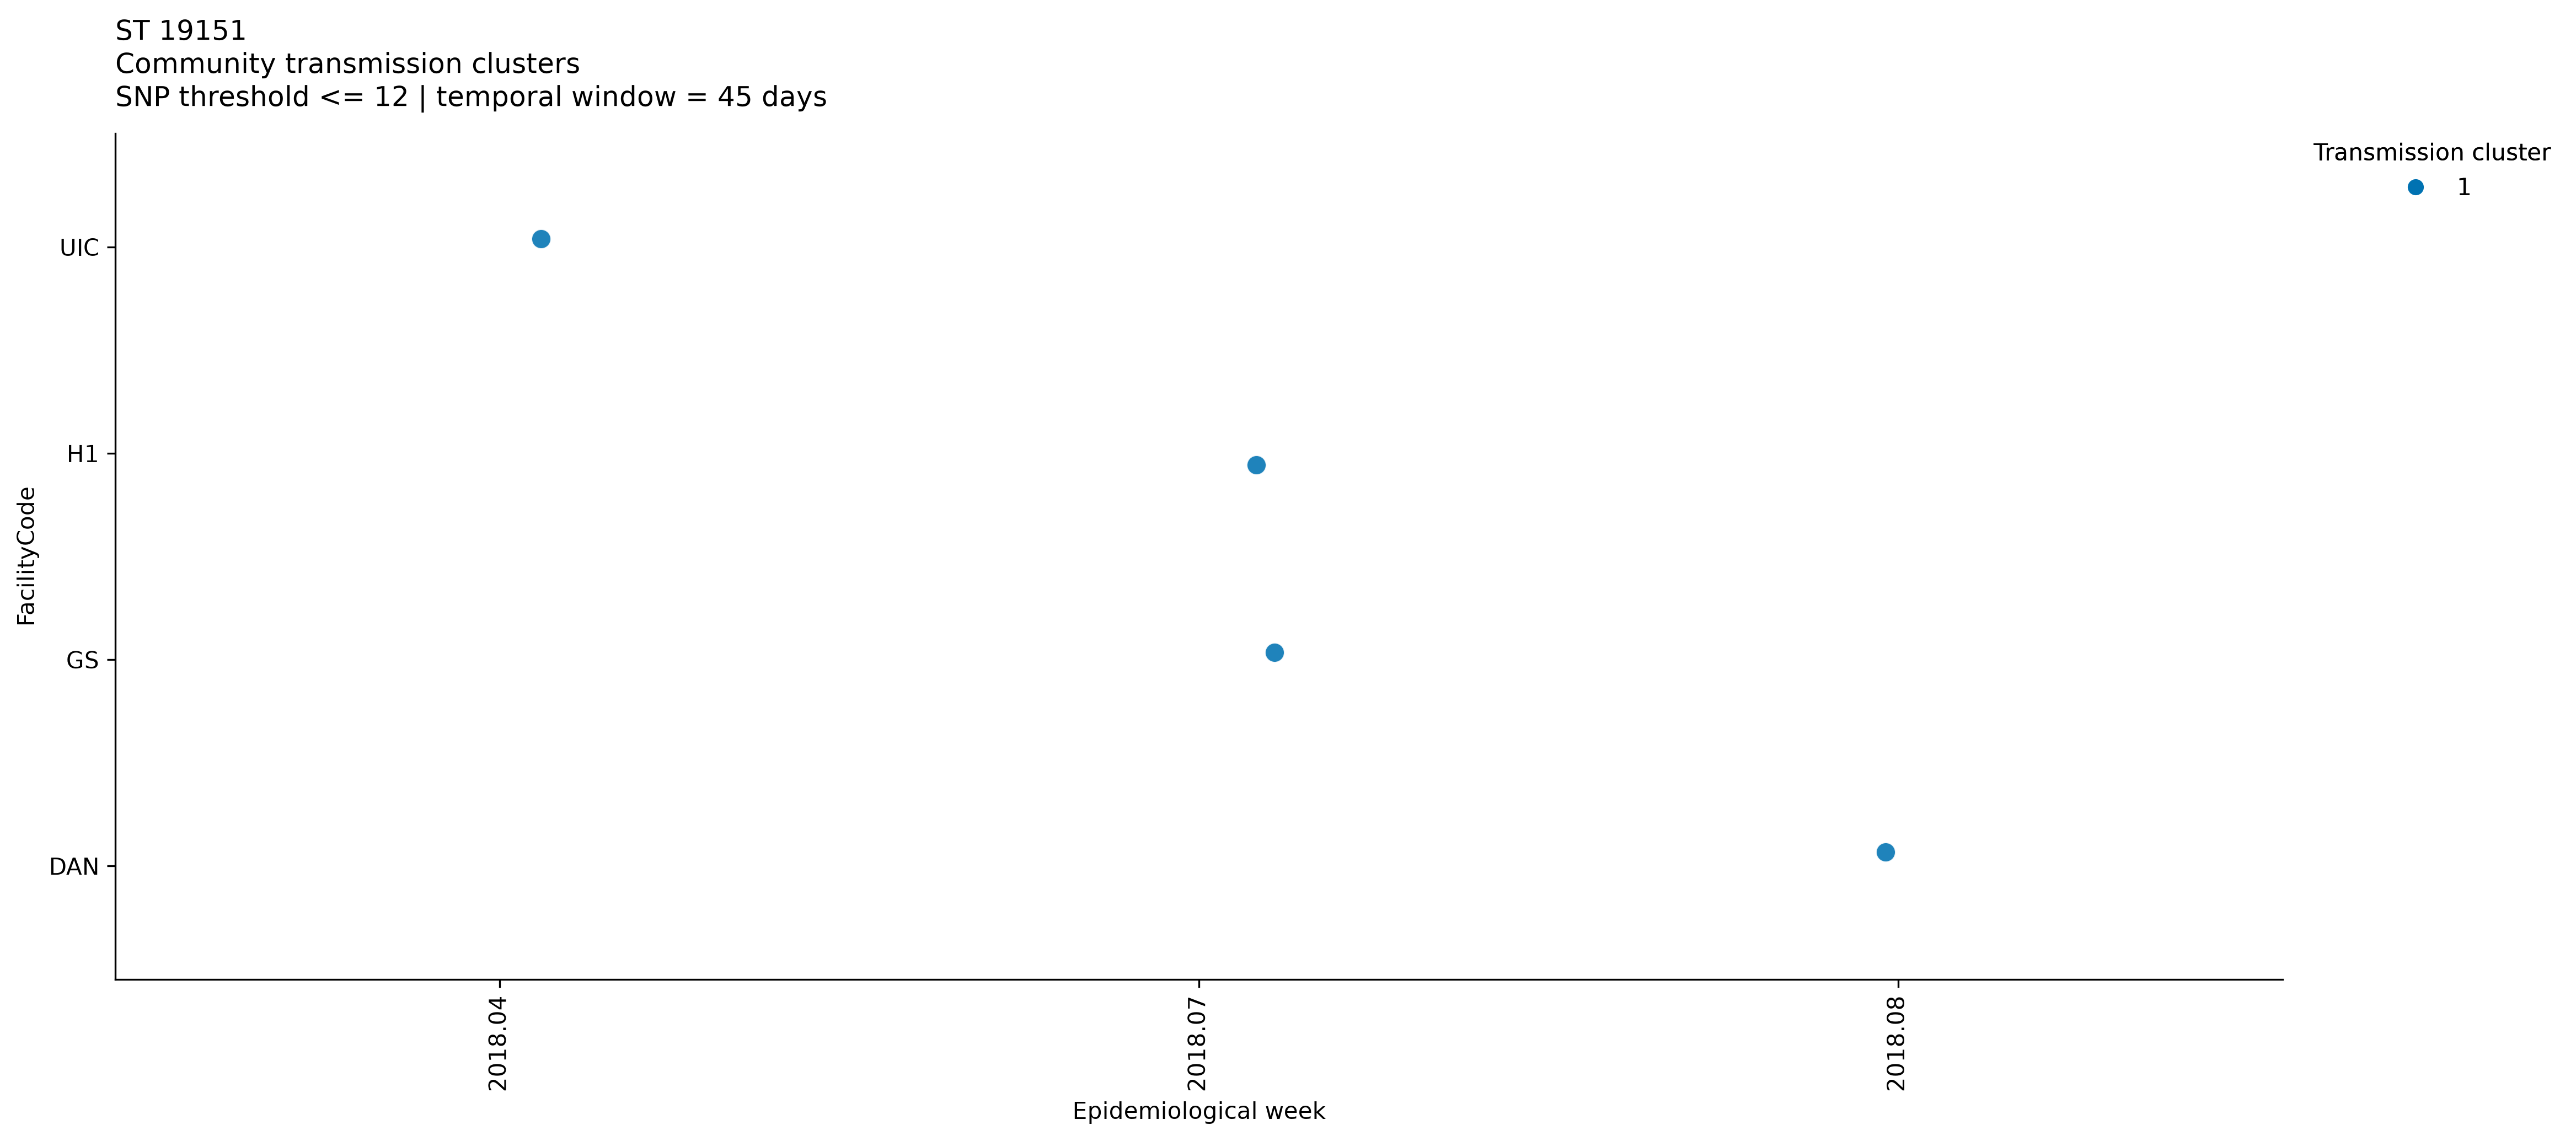 ST 19151
Community transmission clusters
SNP threshold <= 12 | temporal window = 45 days
Transmission cluster
1
UIC
H1
GS
DAN
FacilityCode
2018.04
2018.07
2018.08
Epidemiological week